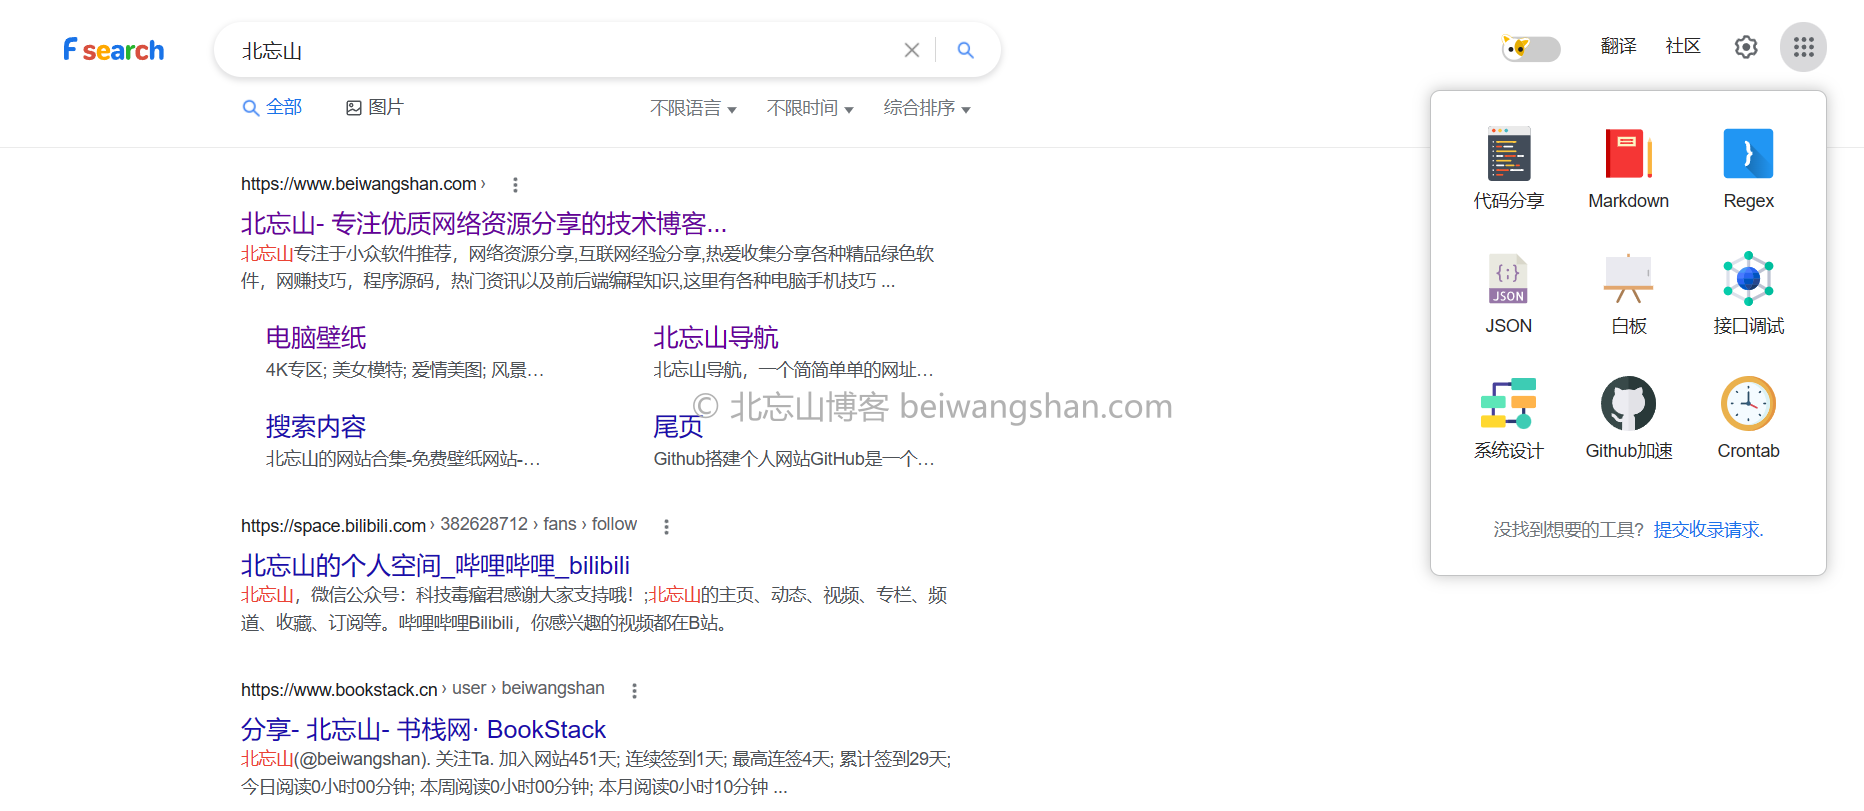 F search
北忘山
翻译 社区
全部 图片 不限语言 不限时间 综合排序
https://www.beiwangshan.com ›
北忘山- 专注优质网络资源分享的技术博客...
北忘山专注于小众软件推荐，网络资源分享,互联网经验分享,热爱收集分享各种精品绿色软
件，网赚技巧，程序源码，热门资讯以及前后端编程知识,这里有各种电脑手机技巧 ...
电脑壁纸
4K专区; 美女模特; 爱情美图; 风景…
北忘山导航
北忘山导航，一个简简单单的网址…
搜索内容
北忘山的网站合集-免费壁纸网站-…
尾页
Github搭建个人网站GitHub是一个…
© 北忘山博客 beiwangshan.com
https://space.bilibili.com › 382628712 › fans › follow
北忘山的个人空间_哔哩哔哩_bilibili
北忘山，微信公众号：科技毒瘤君感谢大家支持哦！;北忘山的主页、动态、视频、专栏、频
道、收藏、订阅等。哔哩哔哩Bilibili，你感兴趣的视频都在B站。
https://www.bookstack.cn › user › beiwangshan
分享- 北忘山- 书栈网· BookStack
北忘山(@beiwangshan). 关注Ta. 加入网站451天; 连续签到1天; 最高连签4天; 累计签到29天;
今日阅读0小时00分钟; 本周阅读0小时00分钟; 本月阅读0小时10分钟 ...
代码分享 Markdown Regex
{;}
JSON
JSON 白板 接口调试
系统设计 Github加速 Crontab
没找到想要的工具？ 提交收录请求.